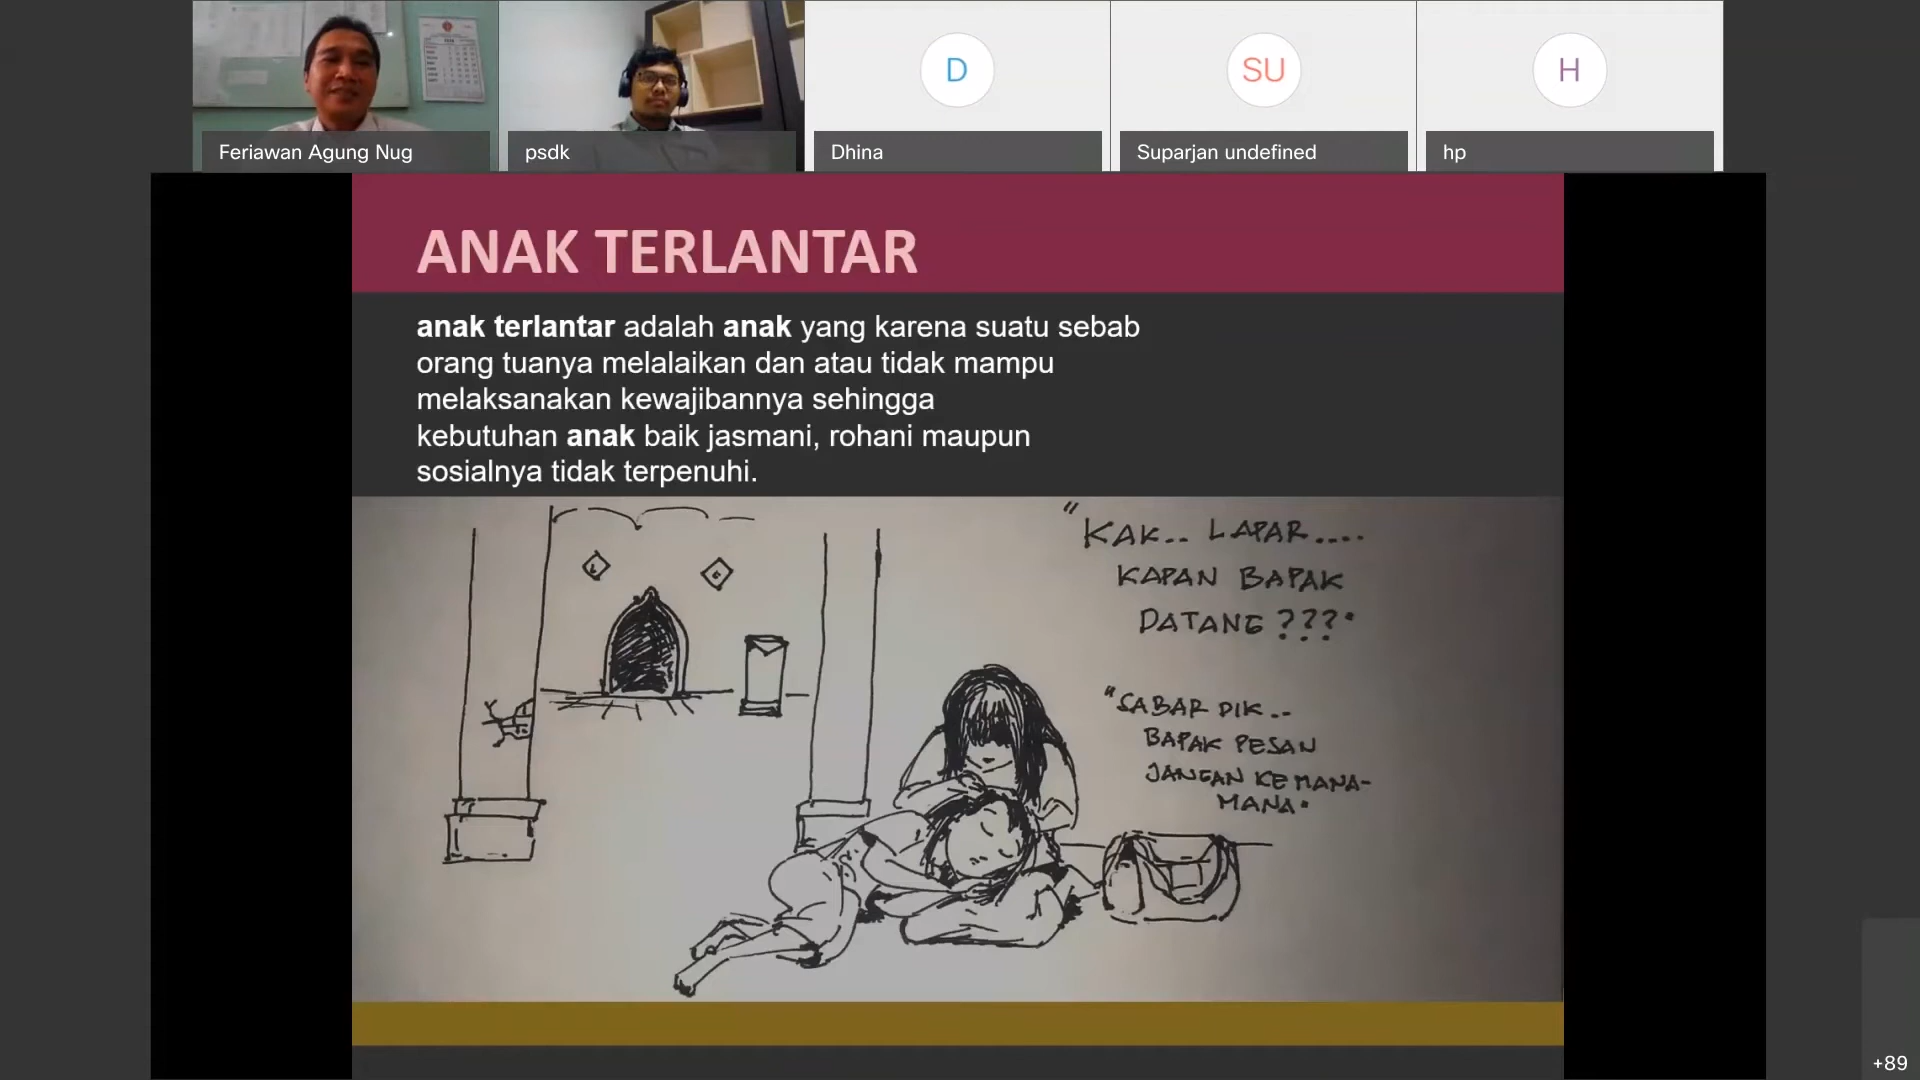 Feriawan Agung Nug
psdk
D
Dhina
SU
Suparjan undefined
H
hp
ANAK TERLANTAR
anak terlantar adalah anak yang karena suatu sebab
orang tuanya melalaikan dan atau tidak mampu
melaksanakan kewajibannya sehingga
kebutuhan anak baik jasmani, rohani maupun
sosialnya tidak terpenuhi.
"KAK.. LAPAR....
KAPAN BAPAK
DATANG ???"
"SABAR DIK..
BAPAK PESAN
JANGAN KEMANA-
MANA"
+89